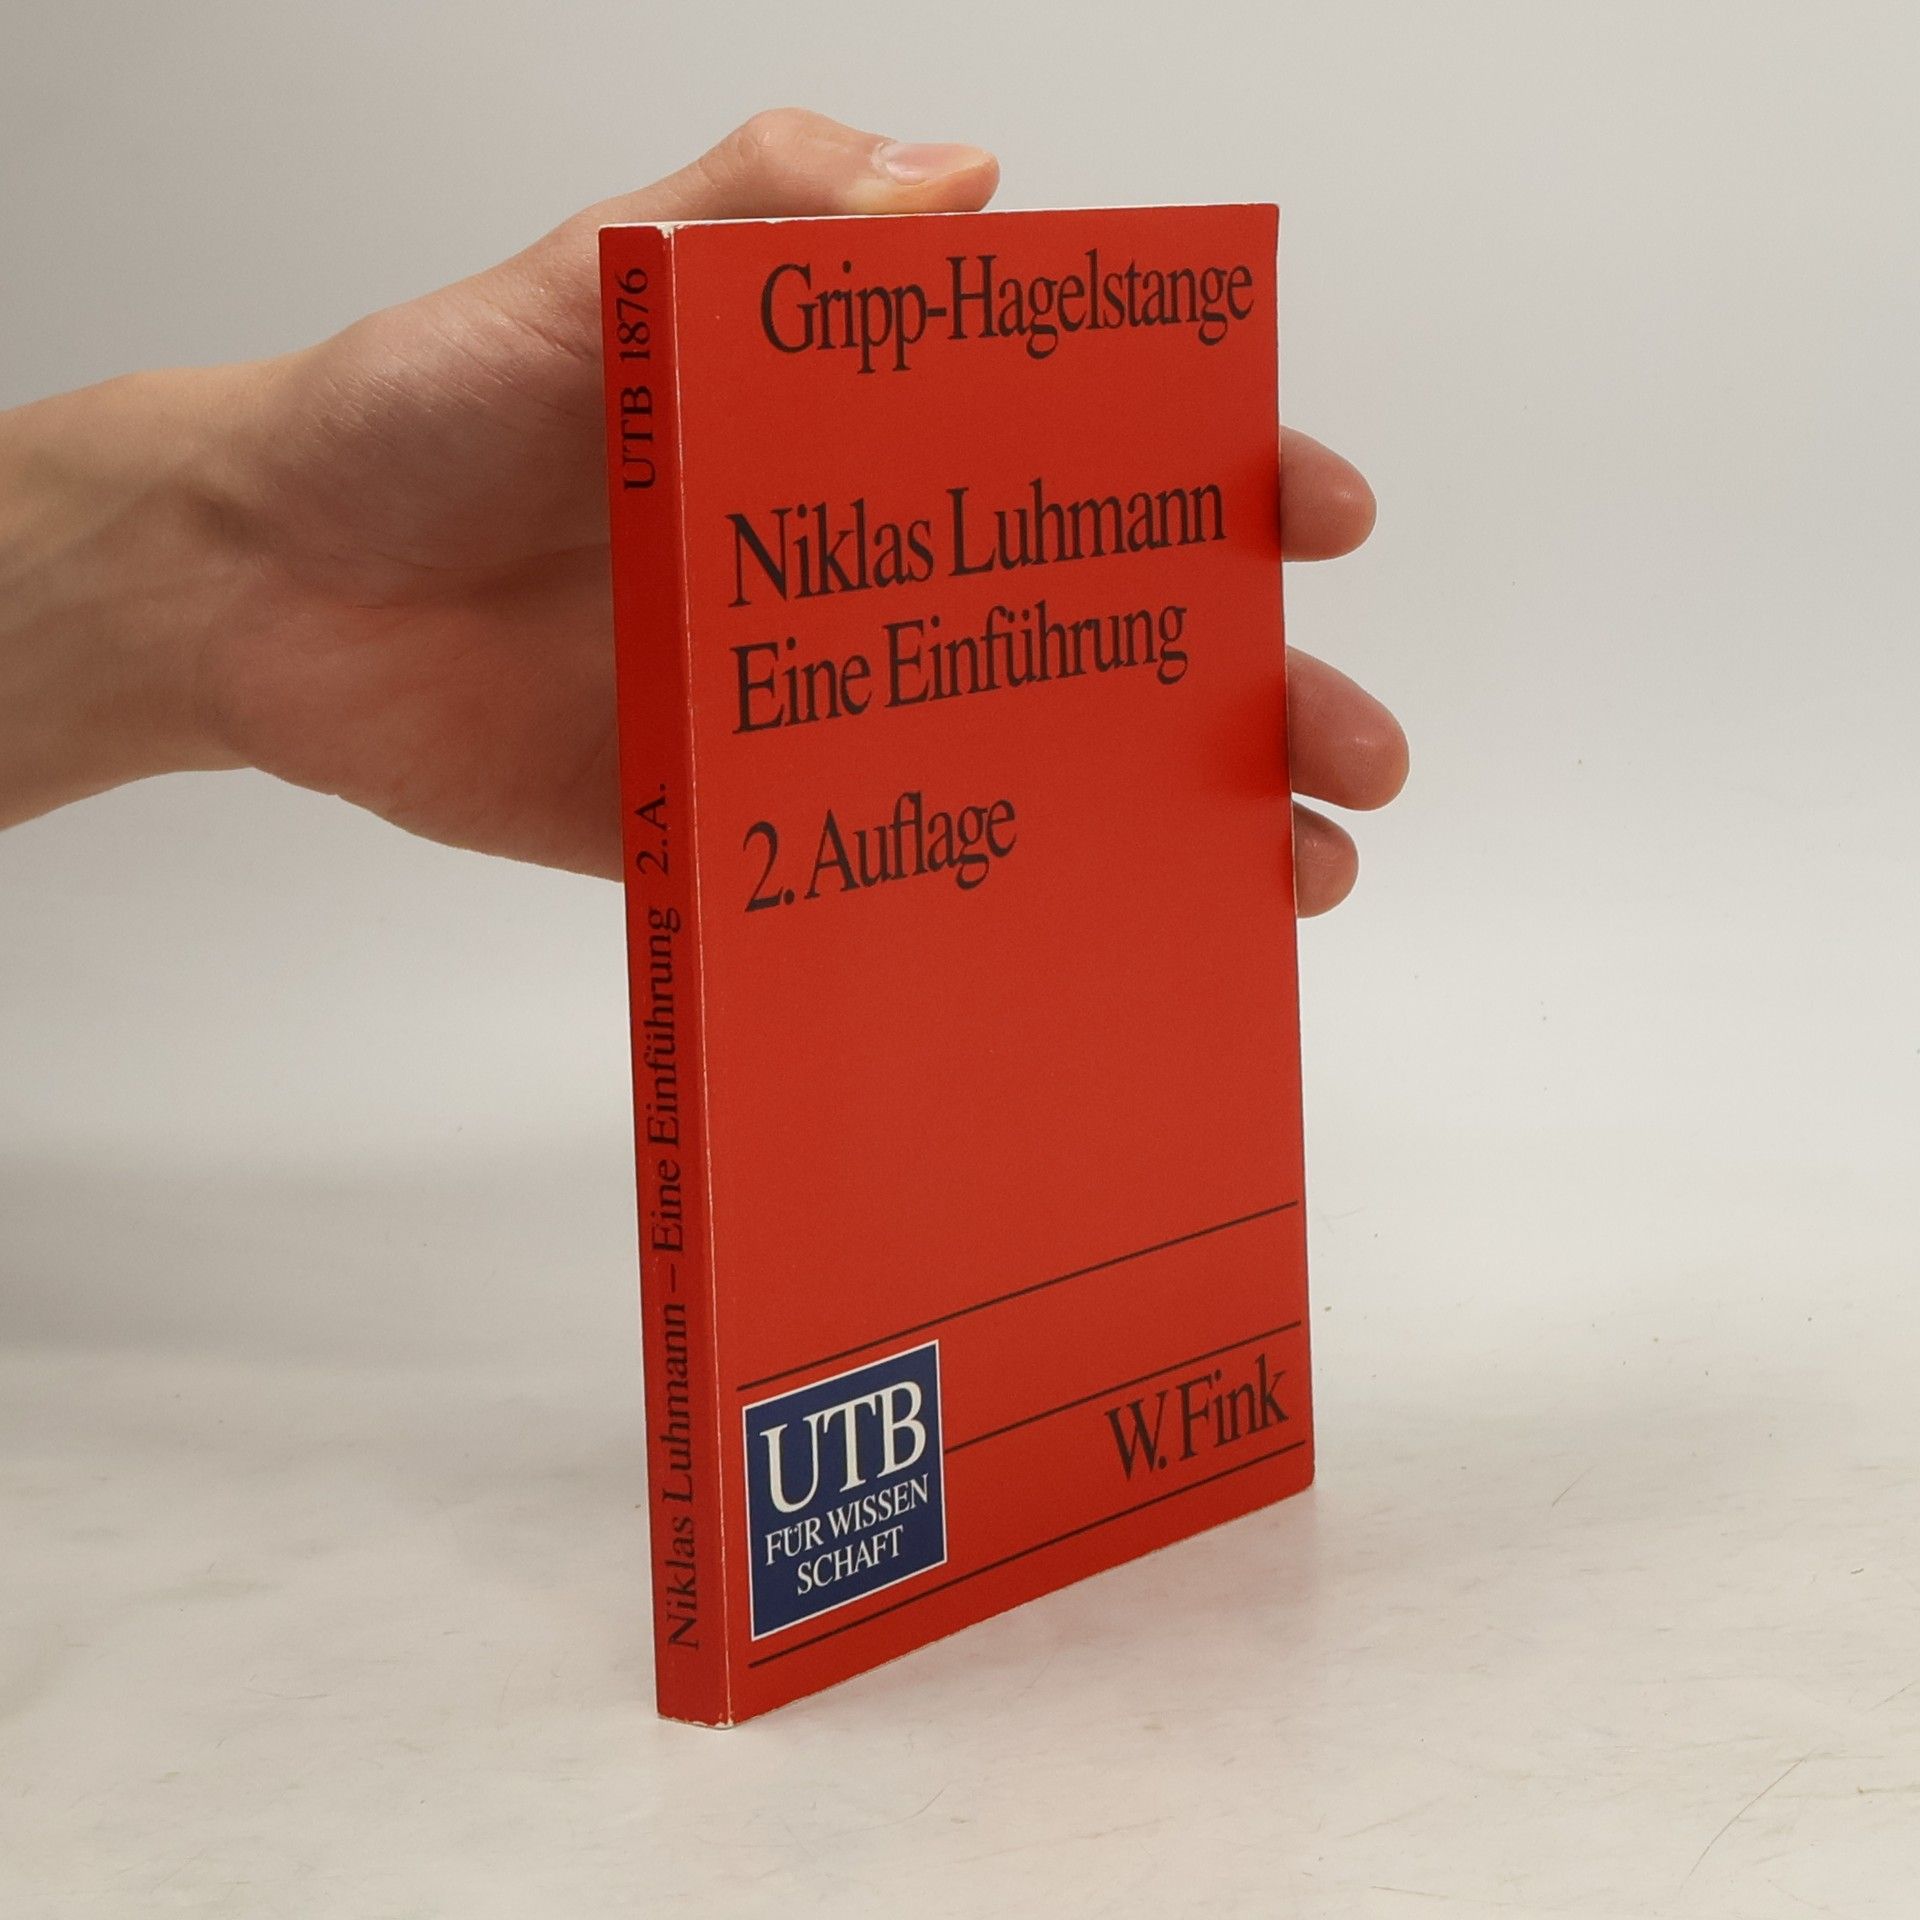 Gripp-Hagelstange
Niklas Luhmann
Eine Einführung
2. Auflage
UTB
FÜR WISSEN
SCHAFT
W. Fink
Niklas Luhmann – Eine Einführung 2. A.
UTB 1876